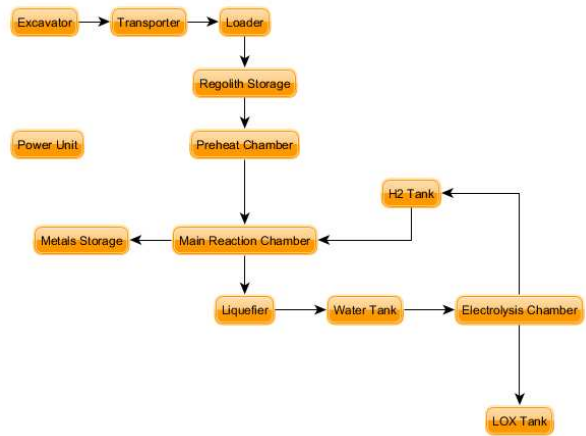 Excavator
Transporter
Loader
Regolith Storage
Power Unit
Preheat Chamber
H2 Tank
Metals Storage
Main Reaction Chamber
Liquefier
Water Tank
Electrolysis Chamber
LOX Tank